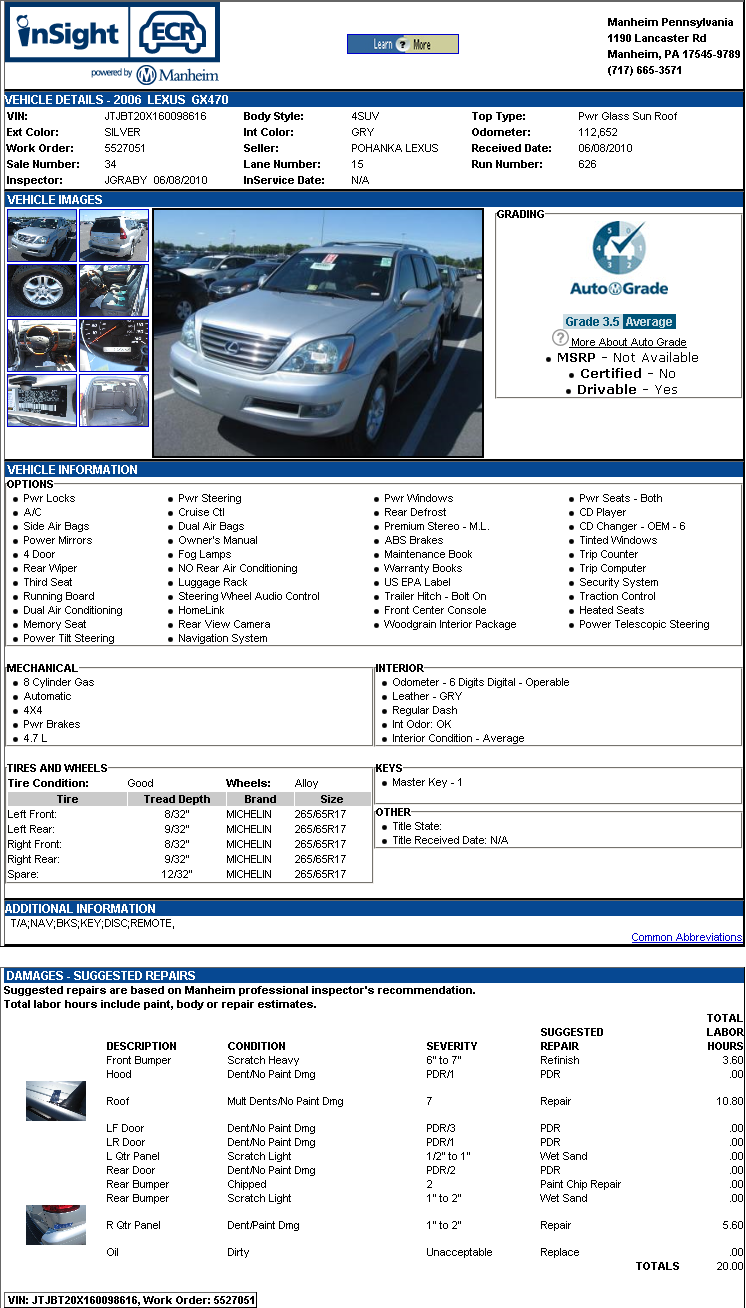 inSight ECR
powered by Manheim
Learn ? More
Manheim Pennsylvania
1190 Lancaster Rd
Manheim, PA 17545-9789
(717) 665-3571
VEHICLE DETAILS - 2006 LEXUS GX470
VIN: JTJBT20X160098616 Body Style: 4SUV Top Type: Pwr Glass Sun Roof
Ext Color: SILVER Int Color: GRY Odometer: 112,652
Work Order: 5527051 Seller: POHANKA LEXUS Received Date: 06/08/2010
Sale Number: 34 Lane Number: 15 Run Number: 626
Inspector: JGRABY 06/08/2010 InService Date: N/A
VEHICLE IMAGES
GRADING
5 4 3 2 1
AutoGrade
Grade 3.5 Average
? More About Auto Grade
• MSRP - Not Available
• Certified - No
• Drivable - Yes
VEHICLE INFORMATION
OPTIONS
• Pwr Locks • Pwr Steering • Pwr Windows • Pwr Seats - Both
• A/C • Cruise Ctl • Rear Defrost • CD Player
• Side Air Bags • Dual Air Bags • Premium Stereo - M.L. • CD Changer - OEM - 6
• Power Mirrors • Owner's Manual • ABS Brakes • Tinted Windows
• 4 Door • Fog Lamps • Maintenance Book • Trip Counter
• Rear Wiper • NO Rear Air Conditioning • Warranty Books • Trip Computer
• Third Seat • Luggage Rack • US EPA Label • Security System
• Running Board • Steering Wheel Audio Control • Trailer Hitch - Bolt On • Traction Control
• Dual Air Conditioning • HomeLink • Front Center Console • Heated Seats
• Memory Seat • Rear View Camera • Woodgrain Interior Package • Power Telescopic Steering
• Power Tilt Steering • Navigation System
MECHANICAL
• 8 Cylinder Gas
• Automatic
• 4X4
• Pwr Brakes
• 4.7 L
INTERIOR
• Odometer - 6 Digits Digital - Operable
• Leather - GRY
• Regular Dash
• Int Odor: OK
• Interior Condition - Average
TIRES AND WHEELS
Tire Condition: Good Wheels: Alloy
Tire Tread Depth Brand Size
Left Front: 8/32" MICHELIN 265/65R17
Left Rear: 9/32" MICHELIN 265/65R17
Right Front: 8/32" MICHELIN 265/65R17
Right Rear: 9/32" MICHELIN 265/65R17
Spare: 12/32" MICHELIN 265/65R17
KEYS
• Master Key - 1
OTHER
• Title State:
• Title Received Date: N/A
ADDITIONAL INFORMATION
T/A;NAV;BKS;KEY;DISC;REMOTE,
Common Abbreviations
DAMAGES - SUGGESTED REPAIRS
Suggested repairs are based on Manheim professional inspector's recommendation.
Total labor hours include paint, body or repair estimates.
DESCRIPTION CONDITION SEVERITY SUGGESTED REPAIR TOTAL LABOR HOURS
Front Bumper Scratch Heavy 6" to 7" Refinish 3.60
Hood Dent/No Paint Dmg PDR/1 PDR .00
Roof Mult Dents/No Paint Dmg 7 Repair 10.80
LF Door Dent/No Paint Dmg PDR/3 PDR .00
LR Door Dent/No Paint Dmg PDR/1 PDR .00
L Qtr Panel Scratch Light 1/2" to 1" Wet Sand .00
Rear Door Dent/No Paint Dmg PDR/2 PDR .00
Rear Bumper Chipped 2 Paint Chip Repair .00
Rear Bumper Scratch Light 1" to 2" Wet Sand .00
R Qtr Panel Dent/Paint Dmg 1" to 2" Repair 5.60
Oil Dirty Unacceptable Replace .00
TOTALS 20.00
VIN: JTJBT20X160098616, Work Order: 5527051